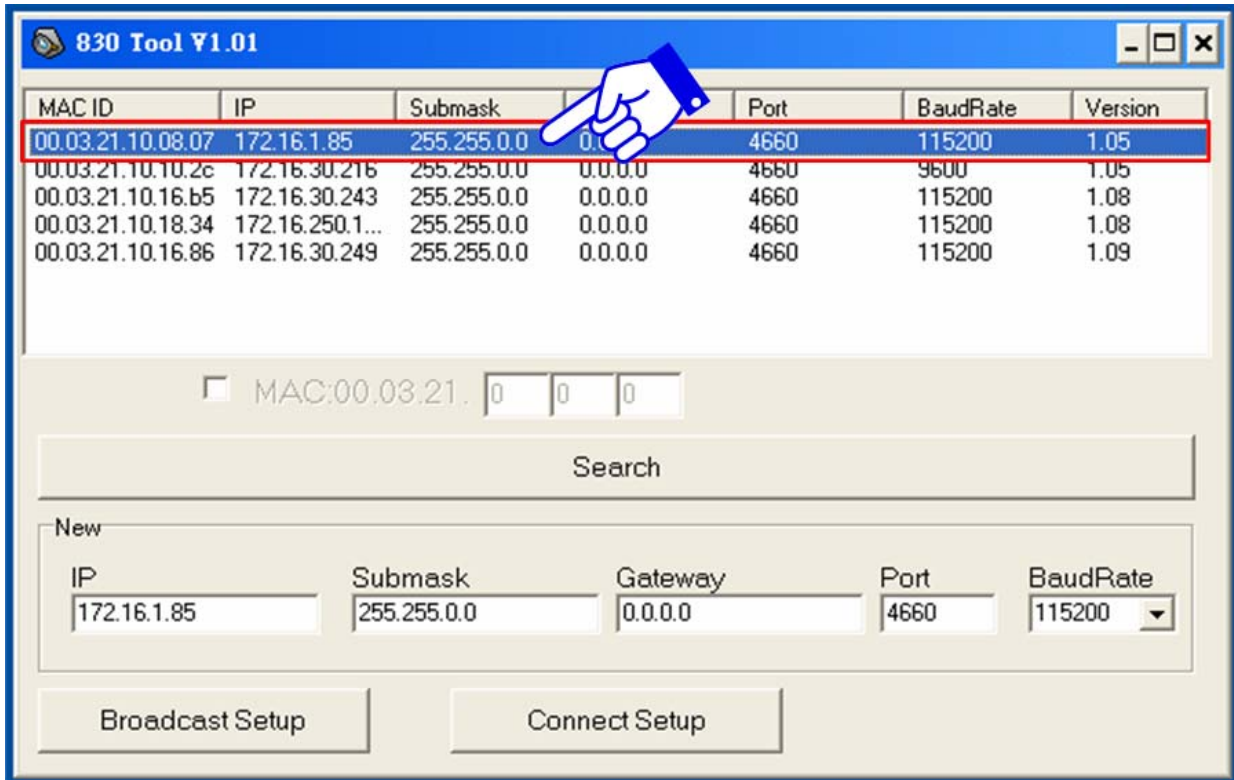 830 Tool V1.01
MAC ID IP Submask Port BaudRate Version
00.03.21.10.08.07 172.16.1.85 255.255.0.0 4660 115200 1.05
00.03.21.10.10.2c 172.16.30.216 255.255.0.0 0.0.0.0 4660 9600 1.05
00.03.21.10.16.b5 172.16.30.243 255.255.0.0 0.0.0.0 4660 115200 1.08
00.03.21.10.18.34 172.16.250.1... 255.255.0.0 0.0.0.0 4660 115200 1.08
00.03.21.10.16.86 172.16.30.249 255.255.0.0 0.0.0.0 4660 115200 1.09
MAC:00.03.21. 0 0 0
Search
New
IP Submask Gateway Port BaudRate
172.16.1.85 255.255.0.0 0.0.0.0 4660 115200
Broadcast Setup Connect Setup